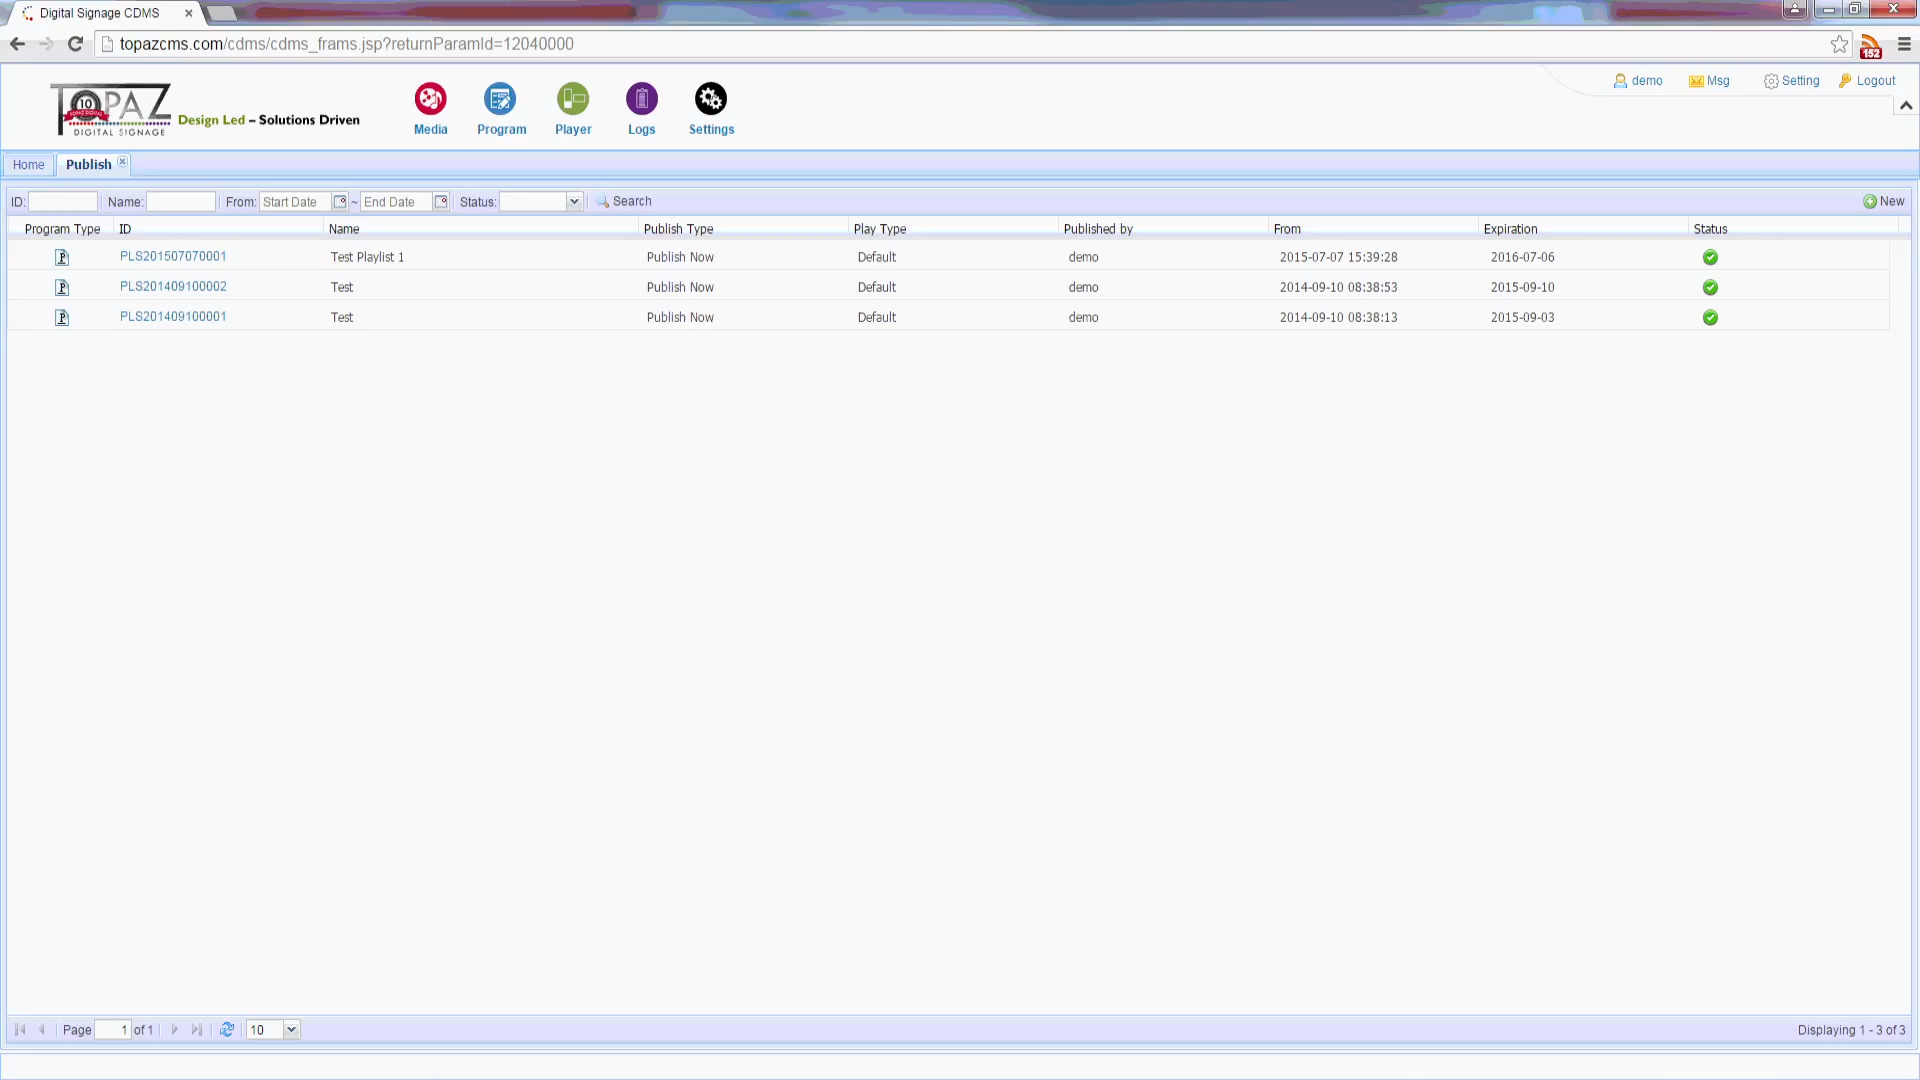 Digital Signage CDMS
topazcms.com/cdms/cdms_frams.jsp?returnParamId=12040000
152
TOPAZ
10
DIGITAL SIGNAGE
Design Led – Solutions Driven
Media Program Player Logs Settings
demo Msg Setting Logout
Home Publish
ID: Name: From: Start Date ~ End Date Status: Search New
Program Type ID Name Publish Type Play Type Published by From Expiration Status
P PLS201507070001 Test Playlist 1 Publish Now Default demo 2015-07-07 15:39:28 2016-07-06
P PLS201409100002 Test Publish Now Default demo 2014-09-10 08:38:53 2015-09-10
P PLS201409100001 Test Publish Now Default demo 2014-09-10 08:38:13 2015-09-03
Page 1 of 1 10 Displaying 1 - 3 of 3